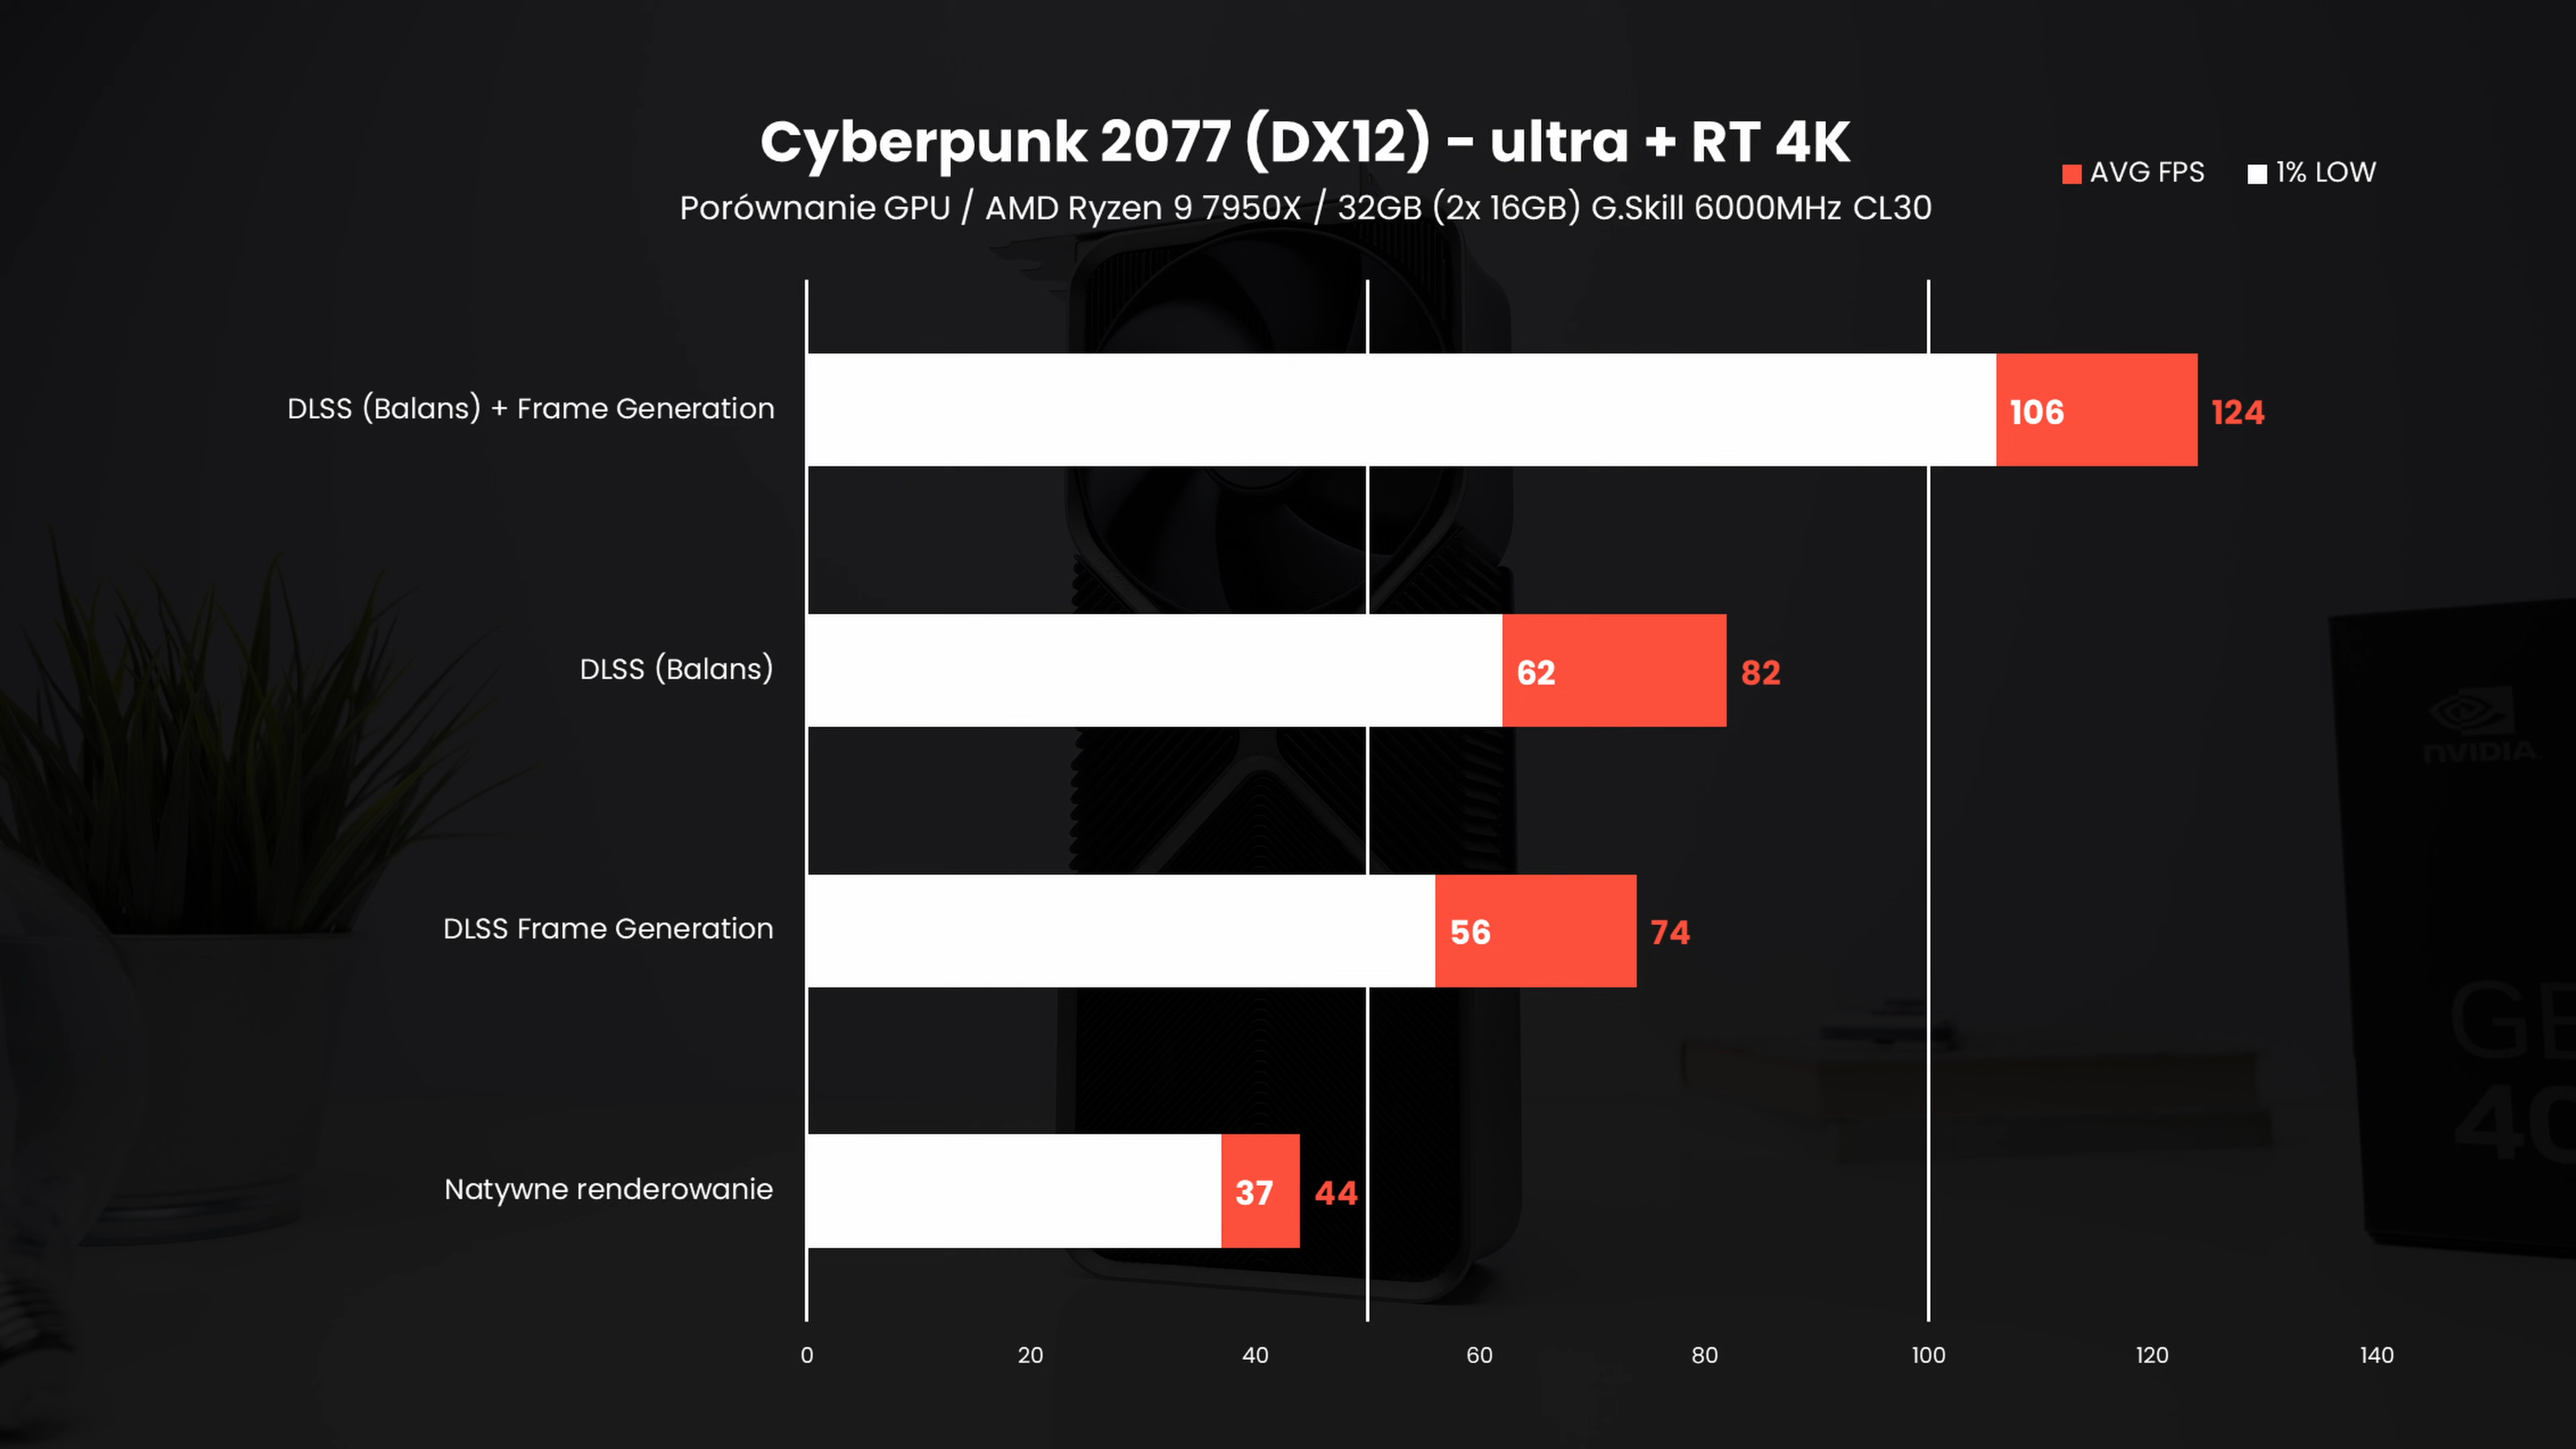 Cyberpunk 2077 (DX12) - ultra + RT 4K
Porównanie GPU / AMD Ryzen 9 7950X / 32GB (2x 16GB) G.Skill 6000MHz CL30
AVG FPS 1% LOW
DLSS (Balans) + Frame Generation 106 124
DLSS (Balans) 62 82
NVIDIA
DLSS Frame Generation 56 74
Natywne renderowanie 37 44
0 20 40 60 80 100 120 140